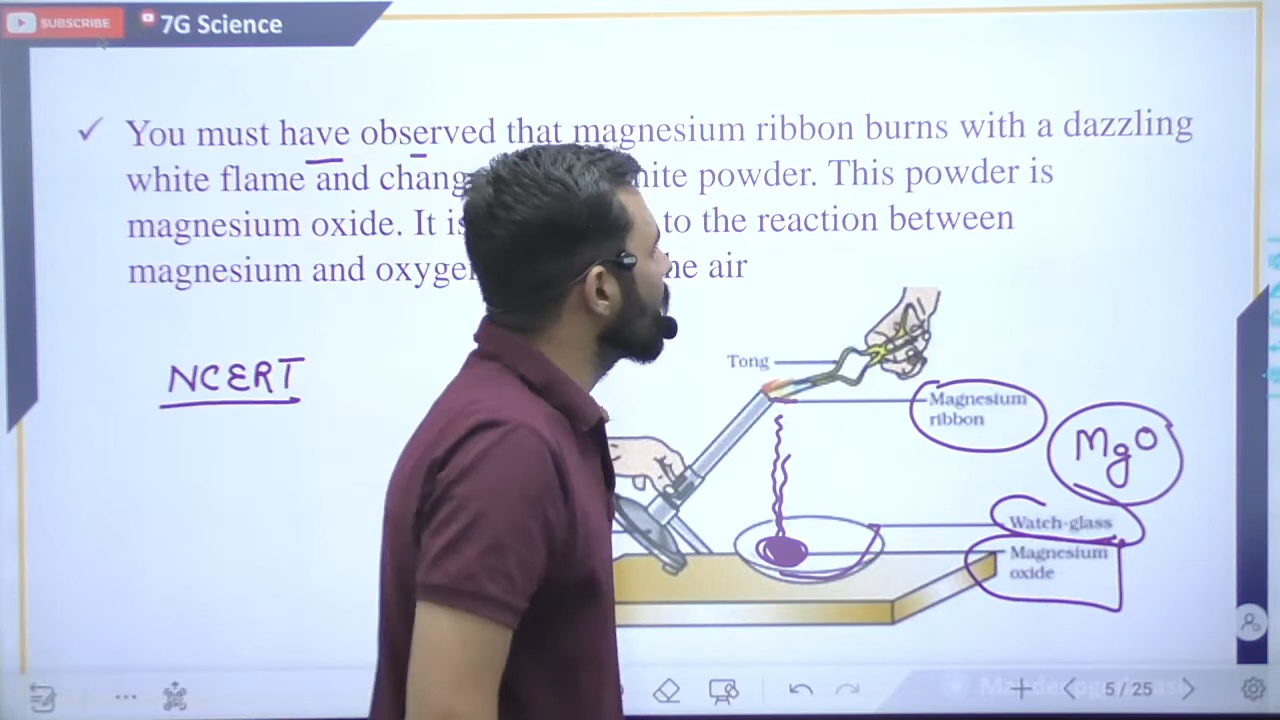 SUBSCRIBE
7G Science
✓ You must have observed that magnesium ribbon burns with a dazzling
white flame and chang hite powder. This powder is
magnesium oxide. It is to the reaction between
magnesium and oxyge he air
NCERT
Tong
Magnesium
ribbon
MgO
Watch-glass
Magnesium
oxide
5 / 25